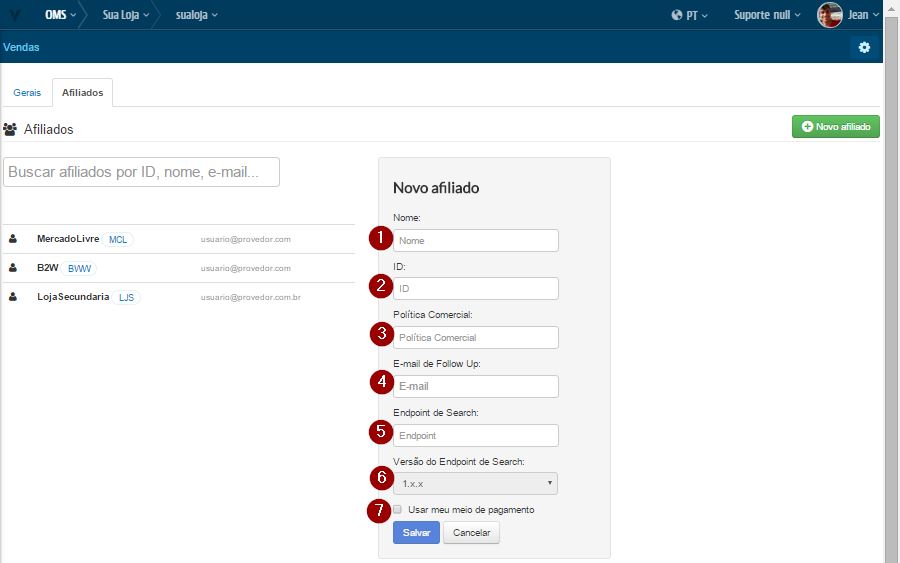 OMS Sua Loja sualoja PT Suporte null Jean
Vendas
Gerais Afiliados
Afiliados
Novo afiliado
Buscar afiliados por ID, nome, e-mail...
MercadoLivre MCL usuario@provedor.com
B2W BWW usuario@provedor.com
LojaSecundaria LJS usuario@provedor.com.br
Novo afiliado
Nome:
1 Nome
ID:
2 ID
Política Comercial:
3 Política Comercial
E-mail de Follow Up:
4 E-mail
Endpoint de Search:
5 Endpoint
Versão do Endpoint de Search:
6 1.x.x
7 Usar meu meio de pagamento
Salvar Cancelar